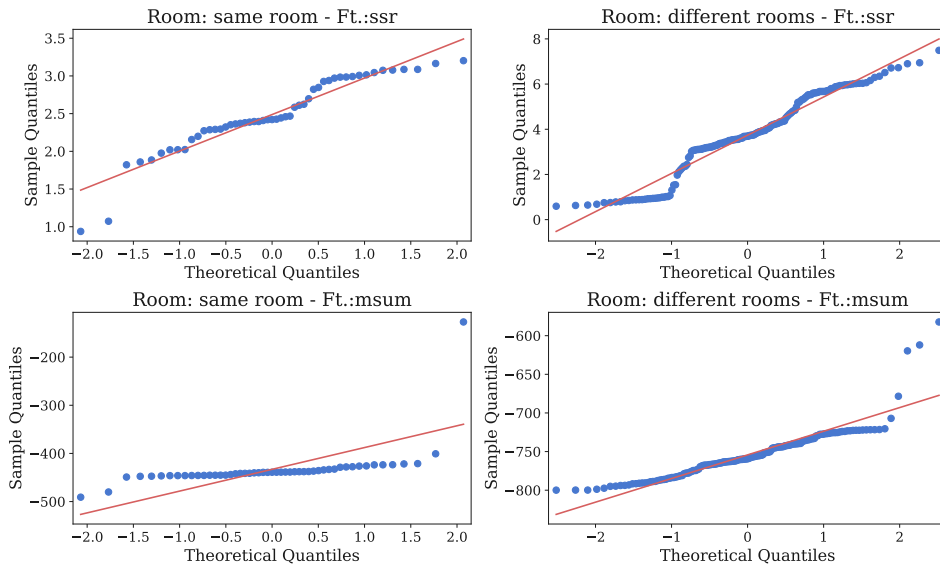 Room: same room - Ft.:ssr
Room: different rooms - Ft.:ssr
3.5
3.0
2.5
2.0
1.5
1.0
Sample Quantiles
−2.0 −1.5 −1.0 −0.5 0.0 0.5 1.0 1.5 2.0
Theoretical Quantiles
8
6
4
2
0
Sample Quantiles
−2 −1 0 1 2
Theoretical Quantiles
Room: same room - Ft.:msum
Room: different rooms - Ft.:msum
−200
−300
−400
−500
Sample Quantiles
−2.0 −1.5 −1.0 −0.5 0.0 0.5 1.0 1.5 2.0
Theoretical Quantiles
−600
−650
−700
−750
−800
Sample Quantiles
−2 −1 0 1 2
Theoretical Quantiles